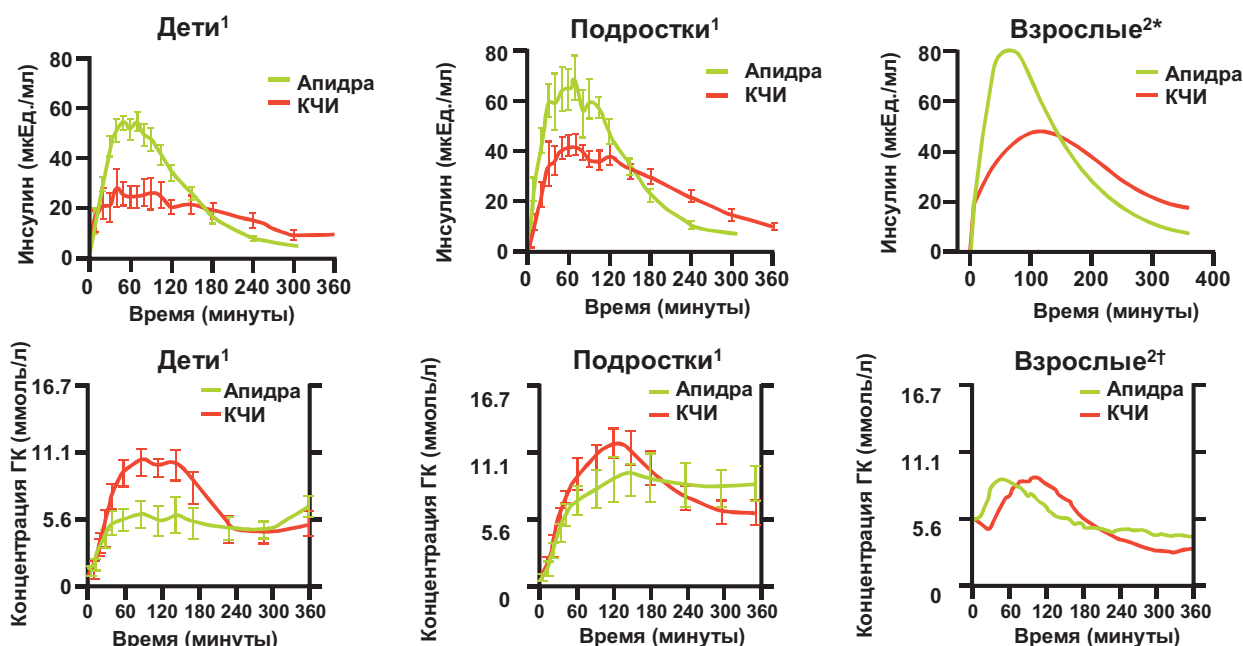 Дети¹
Инсулин (мкЕд./мл)
80
60
40
20
0
Апидра
КЧИ
0 60 120 180 240 300 360
Время (минуты)
Подростки¹
Инсулин (мкЕд./мл)
80
60
40
20
0
Апидра
КЧИ
0 60 120 180 240 300 360
Время (минуты)
Взрослые²*
Инсулин (мкЕд./мл)
80
60
40
20
0
Апидра
КЧИ
0 100 200 300 400
Время (минуты)
Дети¹
Концентрация ГК (ммоль/л)
16.7
11.1
5.6
0
Апидра
КЧИ
0 60 120 180 240 300 360
Время (минуты)
Подростки¹
Концентрация ГК (ммоль/л)
16.7
11.1
5.6
0
Апидра
КЧИ
0 60 120 180 240 300 360
Время (минуты)
Взрослые²†
Концентрация ГК (ммоль/л)
16.7
11.1
5.6
0
Апидра
КЧИ
0 60 120 180 240 300 360
Время (минуты)